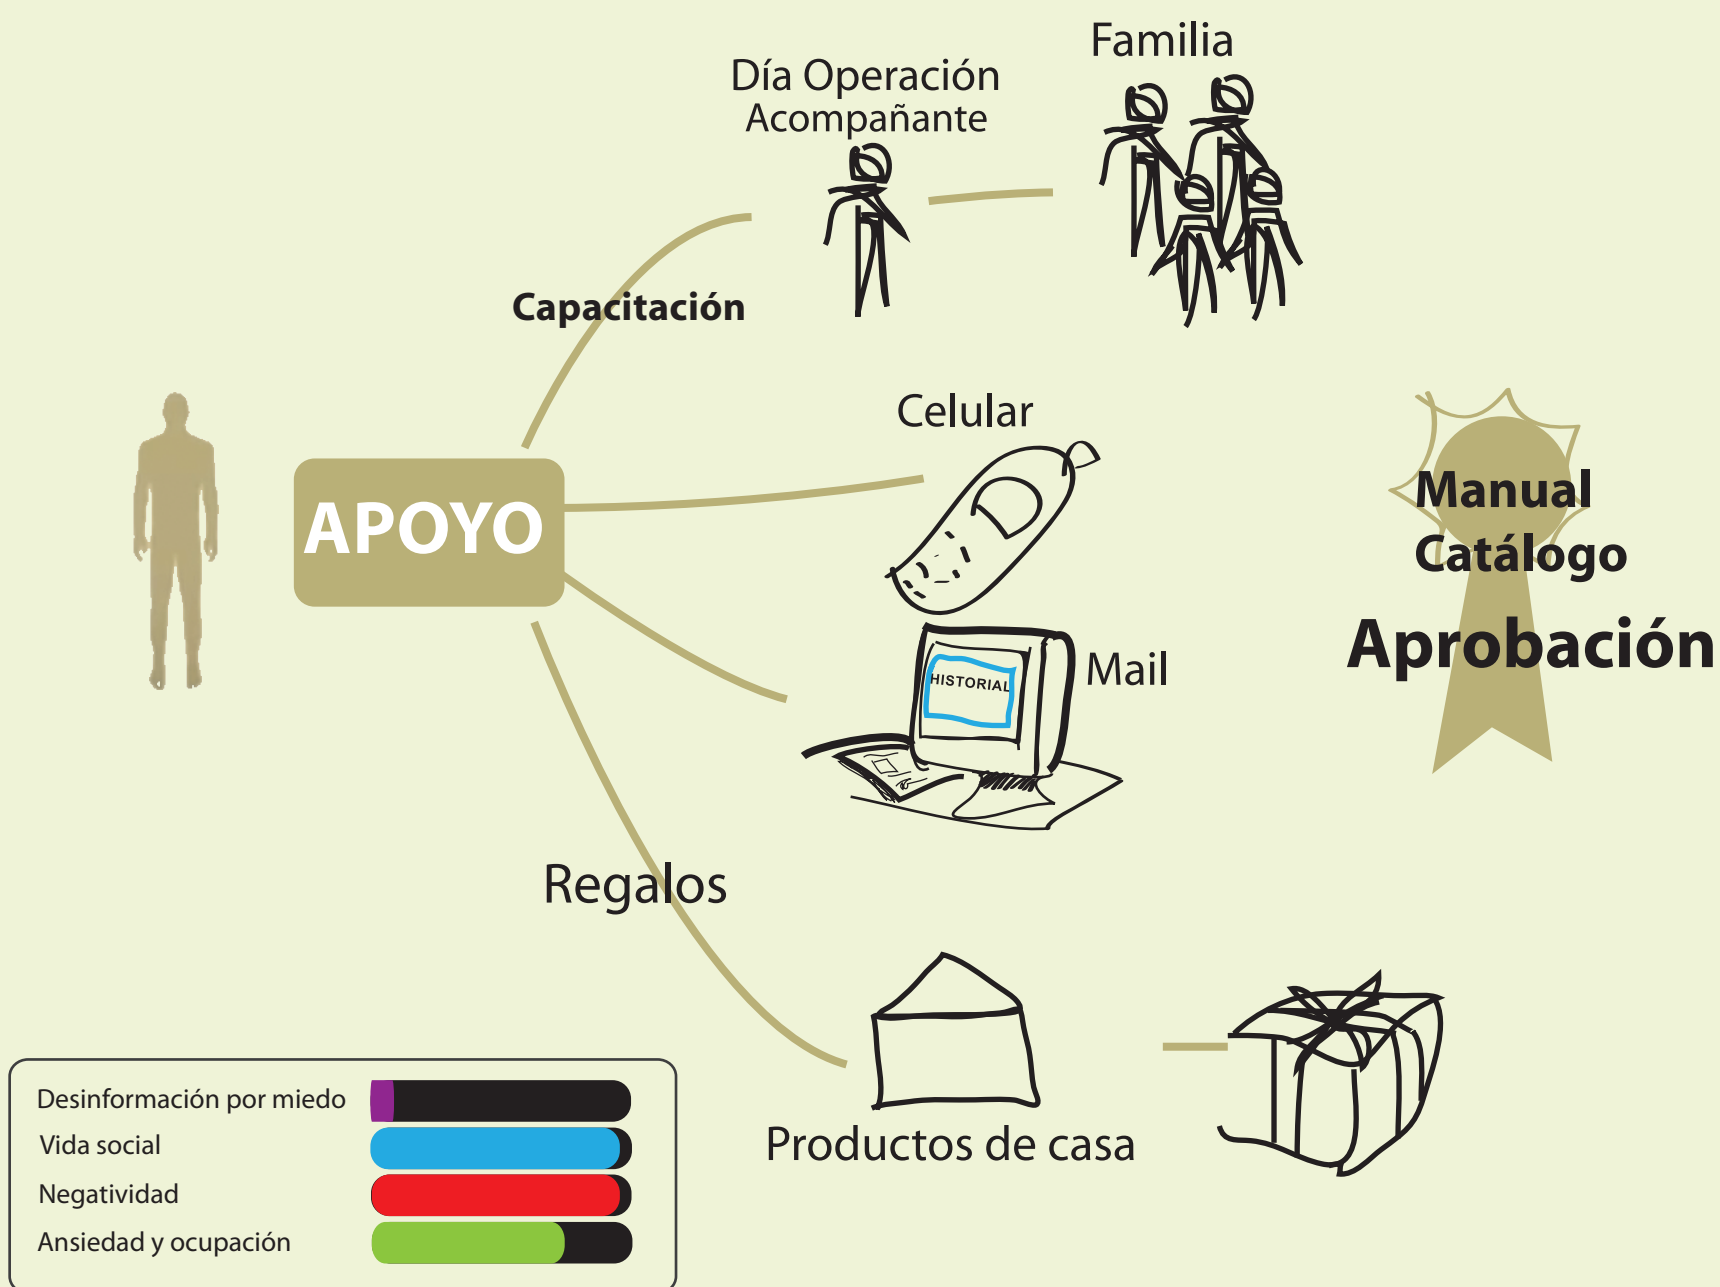 Familia
Día Operación
Acompañante
Capacitación
Celular
APOYO
Manual
Catálogo
Aprobación
HISTORIAL
Mail
Regalos
Productos de casa
Desinformación por miedo
Vida social
Negatividad
Ansiedad y ocupación